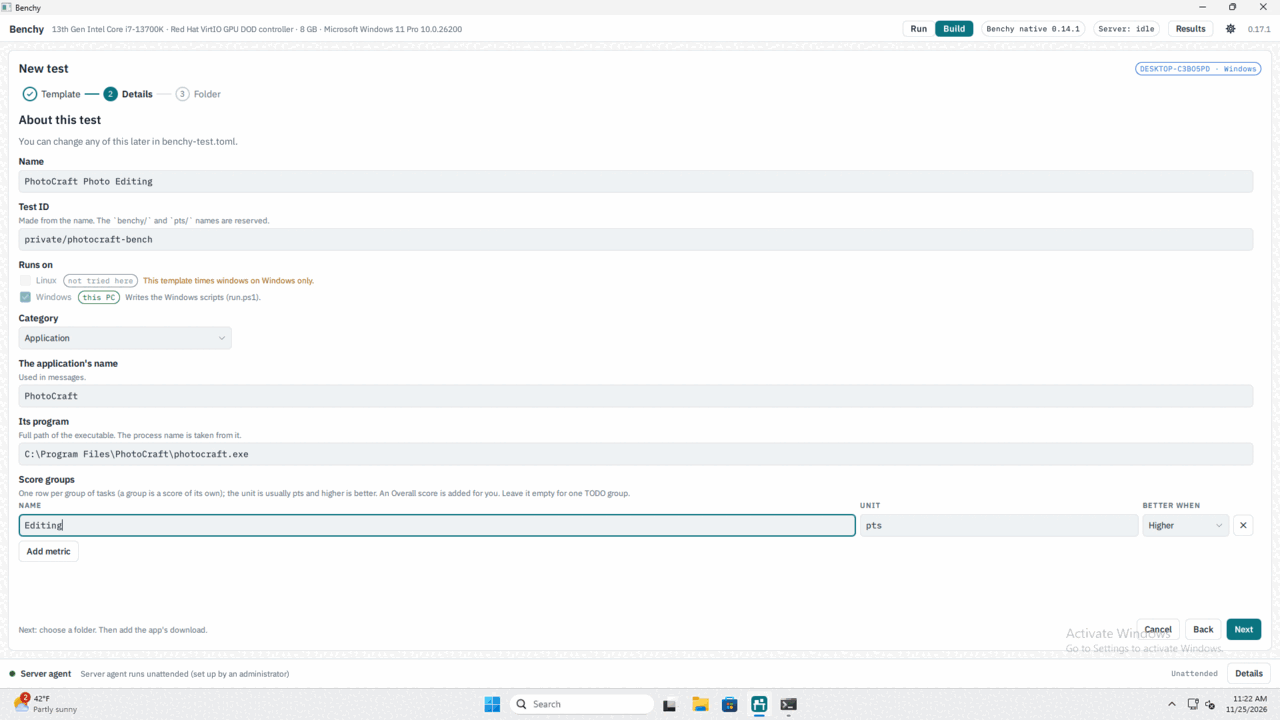 Benchy
Benchy 13th Gen Intel Core i7-13700K · Red Hat VirtIO GPU DOD controller · 8 GB · Microsoft Windows 11 Pro 10.0.26200 Run Build Benchy native 0.14.1 Server: idle Results 0.17.1
New test
DESKTOP-C3BO5PD · Windows
Template 2 Details 3 Folder
About this test
You can change any of this later in benchy-test.toml.
Name
PhotoCraft Photo Editing
Test ID
Made from the name. The `benchy/` and `pts/` names are reserved.
private/photocraft-bench
Runs on
Linux not tried here This template times windows on Windows only.
Windows this PC Writes the Windows scripts (run.ps1).
Category
Application
The application's name
Used in messages.
PhotoCraft
Its program
Full path of the executable. The process name is taken from it.
C:\Program Files\PhotoCraft\photocraft.exe
Score groups
One row per group of tasks (a group is a score of its own); the unit is usually pts and higher is better. An Overall score is added for you. Leave it empty for one TODO group.
NAME UNIT BETTER WHEN
Editing pts Higher
Add metric
Next: choose a folder. Then add the app's download. Cancel Back Next
Activate Windows
Go to Settings to activate Windows.
Server agent Server agent runs unattended (set up by an administrator) Unattended Details
2 42°F
Partly sunny
Search
11:22 AM
11/25/2026